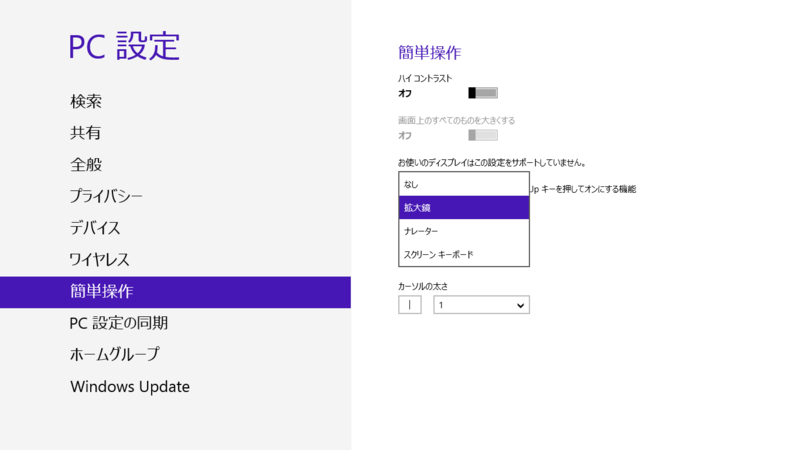 PC 設定
検索
共有
全般
プライバシー
デバイス
ワイヤレス
簡単操作
PC 設定の同期
ホームグループ
Windows Update
簡単操作
ハイ コントラスト
オフ
画面上のすべてのものを大きくする
オフ
お使いのディスプレイはこの設定をサポートしていません。
なし
キーを押してオンにする機能
拡大鏡
ナレーター
スクリーン キーボード
カーソルの太さ
1